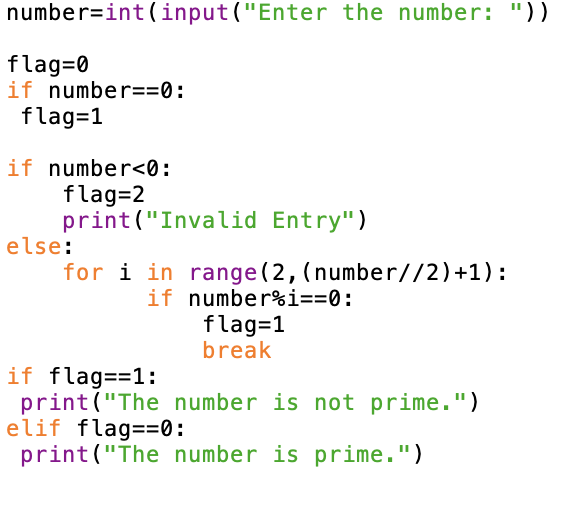 number=int(input("Enter the number: "))

flag=0
if number==0:
 flag=1

if number<0:
    flag=2
    print("Invalid Entry")
else:
    for i in range(2,(number//2)+1):
          if number%i==0:
              flag=1
              break
if flag==1:
 print("The number is not prime.")
elif flag==0:
 print("The number is prime.")